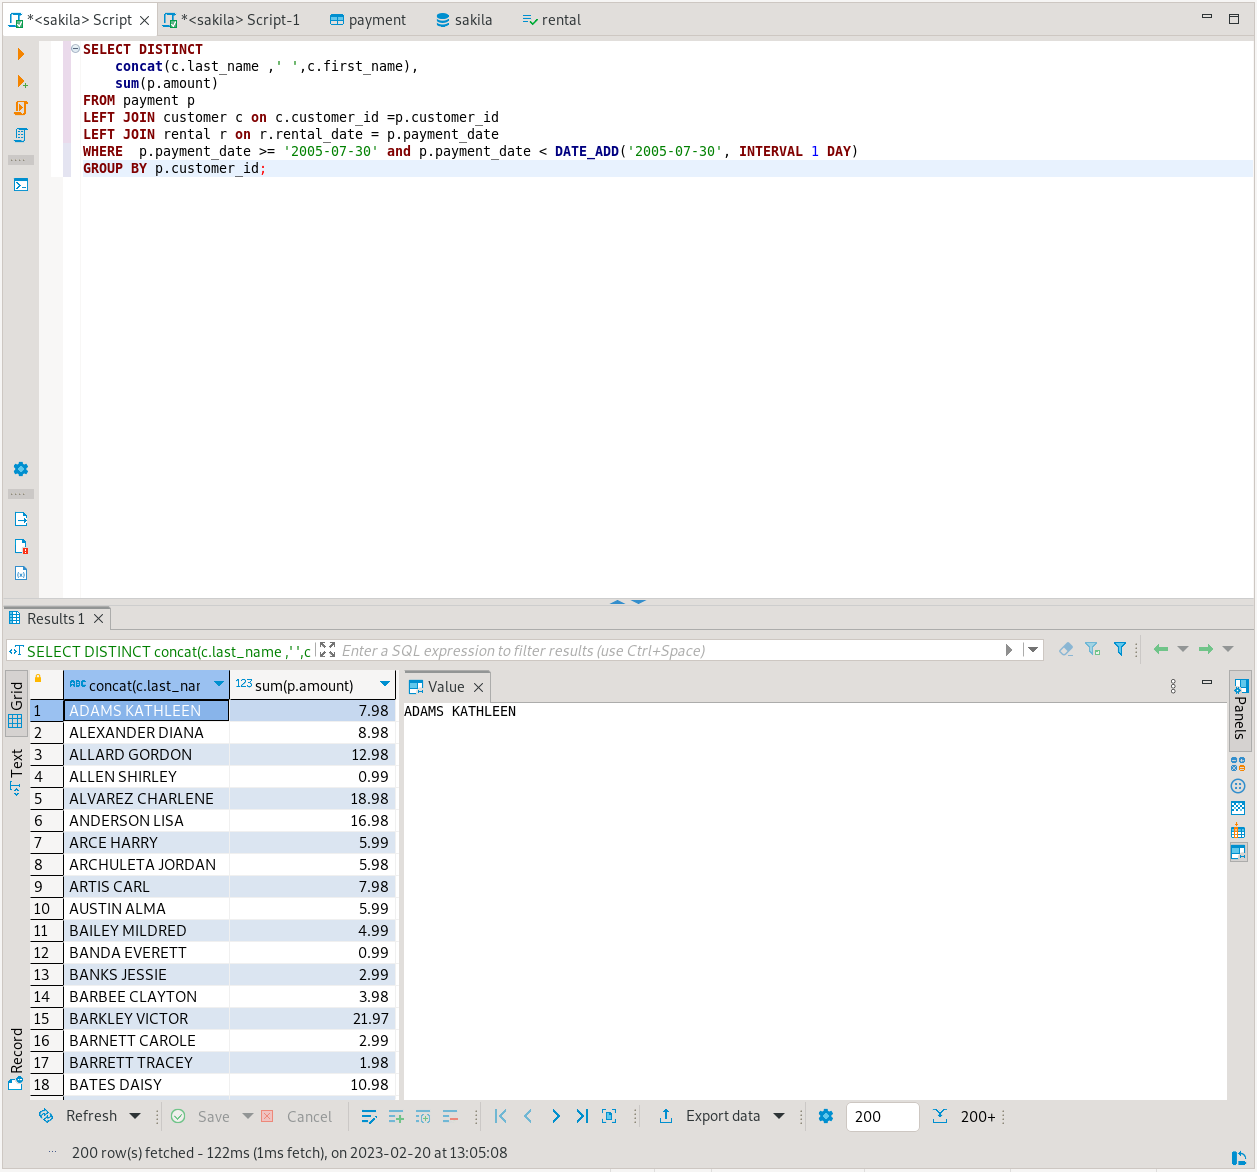 *<sakila> Script
*<sakila> Script-1
payment
sakila
rental
SELECT DISTINCT
concat(c.last_name ,' ',c.first_name),
sum(p.amount)
FROM payment p
LEFT JOIN customer c on c.customer_id =p.customer_id
LEFT JOIN rental r on r.rental_date = p.payment_date
WHERE  p.payment_date >= '2005-07-30' and p.payment_date < DATE_ADD('2005-07-30', INTERVAL 1 DAY)
GROUP BY p.customer_id;
Results 1
SELECT DISTINCT concat(c.last_name ,' ',c
Enter a SQL expression to filter results (use Ctrl+Space)
Grid
Text
Record
ABC concat(c.last_nar
123 sum(p.amount)
1 ADAMS KATHLEEN 7.98
2 ALEXANDER DIANA 8.98
3 ALLARD GORDON 12.98
4 ALLEN SHIRLEY 0.99
5 ALVAREZ CHARLENE 18.98
6 ANDERSON LISA 16.98
7 ARCE HARRY 5.99
8 ARCHULETA JORDAN 5.98
9 ARTIS CARL 7.98
10 AUSTIN ALMA 5.99
11 BAILEY MILDRED 4.99
12 BANDA EVERETT 0.99
13 BANKS JESSIE 2.99
14 BARBEE CLAYTON 3.98
15 BARKLEY VICTOR 21.97
16 BARNETT CAROLE 2.99
17 BARRETT TRACEY 1.98
18 BATES DAISY 10.98
Value
ADAMS KATHLEEN
Panels
Refresh
Save
Cancel
Export data
200
200+
200 row(s) fetched - 122ms (1ms fetch), on 2023-02-20 at 13:05:08